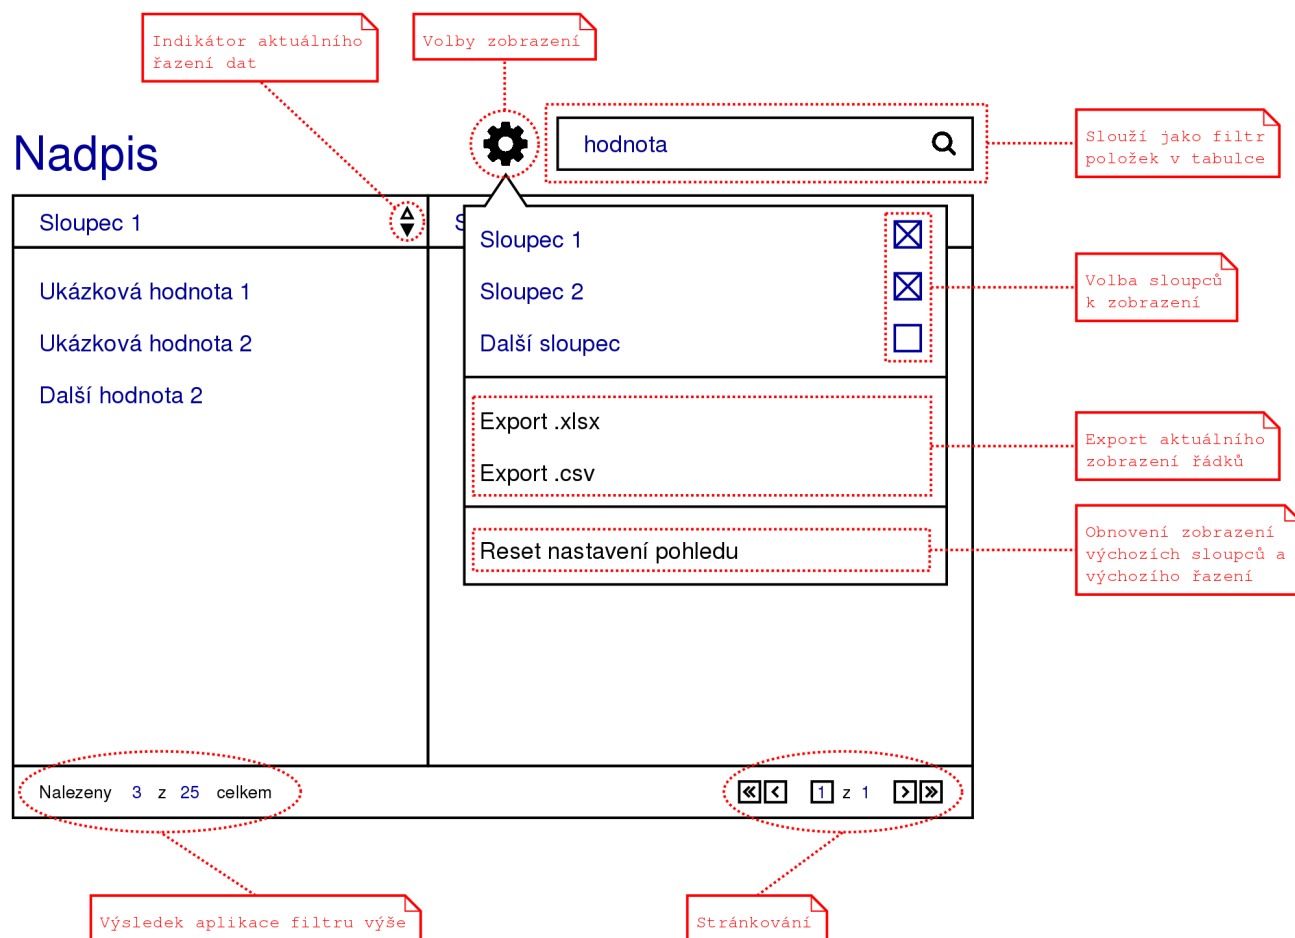 Indikátor aktuálního
řazení dat
Volby zobrazení
Nadpis
hodnota
Slouží jako filtr
položek v tabulce
Sloupec 1
S
Sloupec 1
Sloupec 2
Další sloupec
Volba sloupců
k zobrazení
Ukázková hodnota 1
Ukázková hodnota 2
Další hodnota 2
Export .xlsx
Export .csv
Export aktuálního
zobrazení řádků
Reset nastavení pohledu
Obnovení zobrazení
výchozích sloupců a
výchozího řazení
Nalezeny 3 z 25 celkem
1 z 1
Výsledek aplikace filtru výše
Stránkování